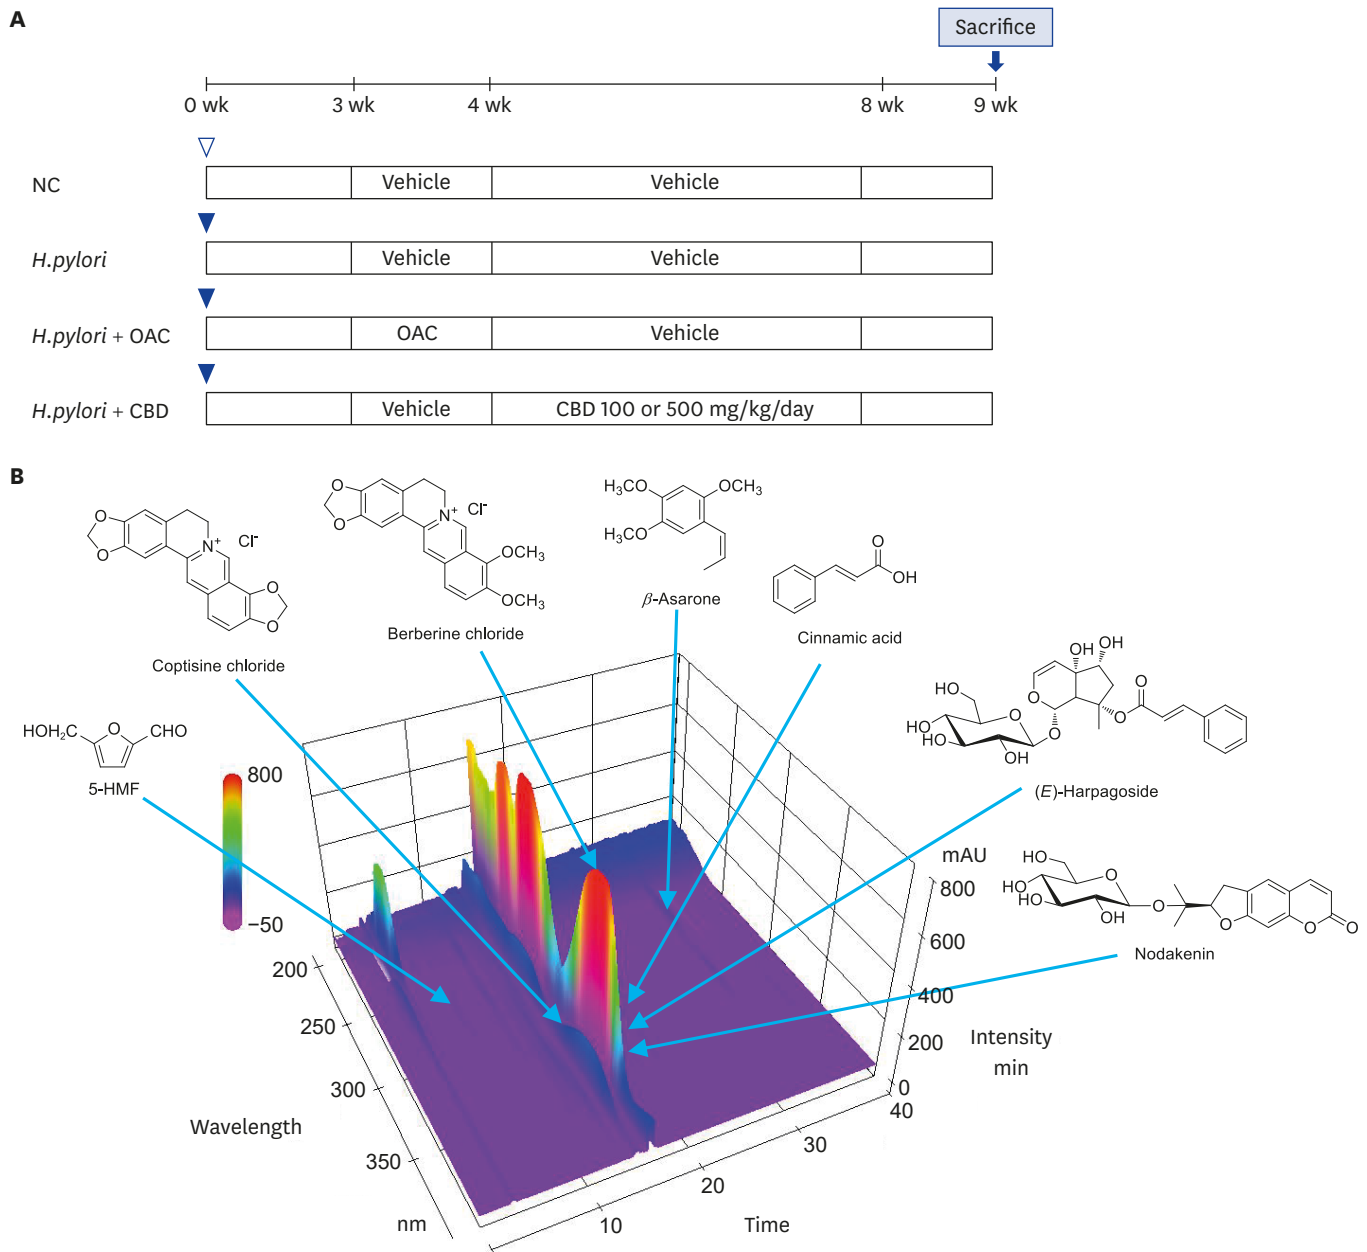 A
Sacrifice
0 wk 3 wk 4 wk 8 wk 9 wk
NC Vehicle Vehicle
H.pylori Vehicle Vehicle
H.pylori + OAC OAC Vehicle
H.pylori + CBD Vehicle CBD 100 or 500 mg/kg/day
B
O O N+ Cl- O O
Coptisine chloride
O O N+ Cl- OCH3 OCH3
Berberine chloride
H3CO OCH3 H3CO
β-Asarone
O OH
Cinnamic acid
HOH2C O CHO
5-HMF
OH OH O O O HO O HO HO OH O O
(E)-Harpagoside
HO HO HO O OH O O O O
Nodakenin
800
−50
mAU
800
600
400
200
0
Intensity
min
200
250
300
350
Wavelength
nm
10
20
30
40
Time